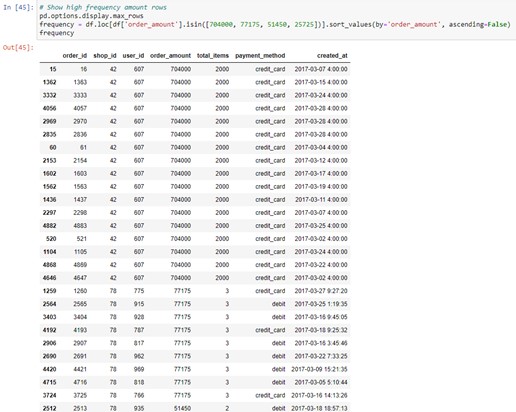 In [45]: # Show high frequency amount rows
pd.options.display.max_rows
frequency = df.loc[df['order_amount'].isin([704000, 77175, 51450, 25725])].sort_values(by='order_amount', ascending=False)
frequency
Out[45]:
order_id shop_id user_id order_amount total_items payment_method created_at
15 16 42 607 704000 2000 credit_card 2017-03-07 4:00:00
1362 1363 42 607 704000 2000 credit_card 2017-03-15 4:00:00
3332 3333 42 607 704000 2000 credit_card 2017-03-24 4:00:00
4056 4057 42 607 704000 2000 credit_card 2017-03-28 4:00:00
2969 2970 42 607 704000 2000 credit_card 2017-03-28 4:00:00
2835 2836 42 607 704000 2000 credit_card 2017-03-28 4:00:00
60 61 42 607 704000 2000 credit_card 2017-03-04 4:00:00
2153 2154 42 607 704000 2000 credit_card 2017-03-12 4:00:00
1602 1603 42 607 704000 2000 credit_card 2017-03-17 4:00:00
1562 1563 42 607 704000 2000 credit_card 2017-03-19 4:00:00
1436 1437 42 607 704000 2000 credit_card 2017-03-11 4:00:00
2297 2298 42 607 704000 2000 credit_card 2017-03-07 4:00:00
4882 4883 42 607 704000 2000 credit_card 2017-03-25 4:00:00
520 521 42 607 704000 2000 credit_card 2017-03-02 4:00:00
1104 1105 42 607 704000 2000 credit_card 2017-03-24 4:00:00
4868 4869 42 607 704000 2000 credit_card 2017-03-22 4:00:00
4646 4647 42 607 704000 2000 credit_card 2017-03-02 4:00:00
1259 1260 78 775 77175 3 credit_card 2017-03-27 9:27:20
2564 2565 78 915 77175 3 debit 2017-03-25 1:19:35
3403 3404 78 928 77175 3 debit 2017-03-16 9:45:05
4192 4193 78 787 77175 3 credit_card 2017-03-18 9:25:32
2906 2907 78 817 77175 3 debit 2017-03-16 3:45:46
2690 2691 78 962 77175 3 debit 2017-03-22 7:33:25
4420 4421 78 969 77175 3 debit 2017-03-09 15:21:35
4715 4716 78 818 77175 3 debit 2017-03-05 5:10:44
3724 3725 78 766 77175 3 credit_card 2017-03-16 14:13:26
2512 2513 78 935 51450 2 debit 2017-03-18 18:57:13